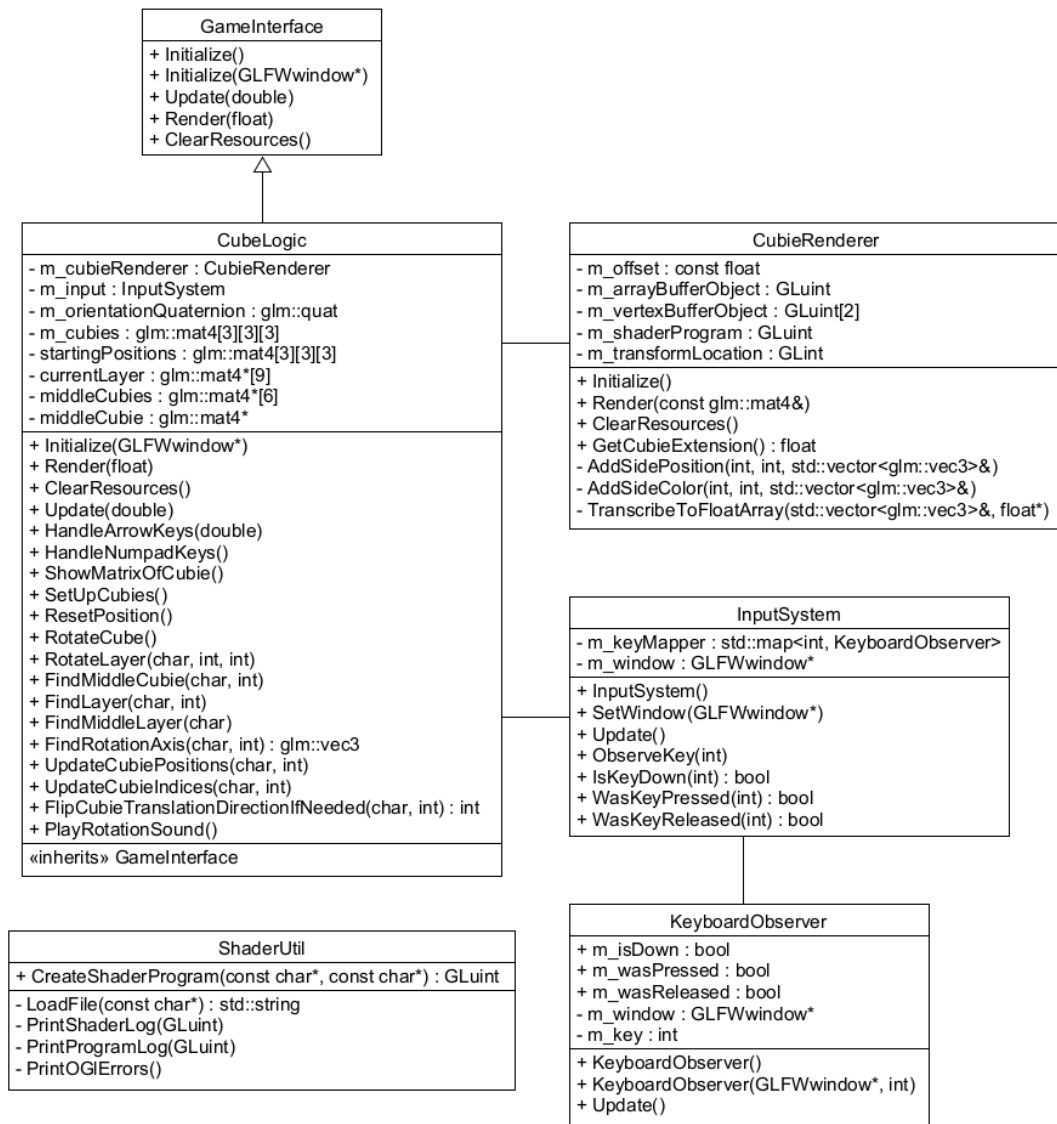 GameInterface
+ Initialize()
+ Initialize(GLFWwindow*)
+ Update(double)
+ Render(float)
+ ClearResources()
CubeLogic
- m_cubieRenderer : CubieRenderer
- m_input : InputSystem
- m_orientationQuaternion : glm::quat
- m_cubies : glm::mat4[3][3][3]
- startingPositions : glm::mat4[3][3][3]
- currentLayer : glm::mat4*[9]
- middleCubies : glm::mat4*[6]
- middleCubie : glm::mat4*
+ Initialize(GLFWwindow*)
+ Render(float)
+ ClearResources()
+ Update(double)
+ HandleArrowKeys(double)
+ HandleNumpadKeys()
+ ShowMatrixOfCubie()
+ SetUpCubies()
+ ResetPosition()
+ RotateCube()
+ RotateLayer(char, int, int)
+ FindMiddleCubie(char, int)
+ FindLayer(char, int)
+ FindMiddleLayer(char)
+ FindRotationAxis(char, int) : glm::vec3
+ UpdateCubiePositions(char, int)
+ UpdateCubieIndices(char, int)
+ FlipCubieTranslationDirectionIfNeeded(char, int) : int
+ PlayRotationSound()
«inherits» GameInterface
CubieRenderer
- m_offset : const float
- m_arrayBufferObject : GLuint
- m_vertexBufferObject : GLuint[2]
- m_shaderProgram : GLuint
- m_transformLocation : GLint
+ Initialize()
+ Render(const glm::mat4&)
+ ClearResources()
+ GetCubieExtension() : float
- AddSidePosition(int, int, std::vector<glm::vec3>&)
- AddSideColor(int, int, std::vector<glm::vec3>&)
- TranscribeToFloatArray(std::vector<glm::vec3>&, float*)
InputSystem
- m_keyMapper : std::map<int, KeyboardObserver>
- m_window : GLFWwindow*
+ InputSystem()
+ SetWindow(GLFWwindow*)
+ Update()
+ ObserveKey(int)
+ IsKeyDown(int) : bool
+ WasKeyPressed(int) : bool
+ WasKeyReleased(int) : bool
ShaderUtil
+ CreateShaderProgram(const char*, const char*) : GLuint
- LoadFile(const char*) : std::string
- PrintShaderLog(GLuint)
- PrintProgramLog(GLuint)
- PrintOGlErrors()
KeyboardObserver
+ m_isDown : bool
+ m_wasPressed : bool
+ m_wasReleased : bool
- m_window : GLFWwindow*
- m_key : int
+ KeyboardObserver()
+ KeyboardObserver(GLFWwindow*, int)
+ Update()